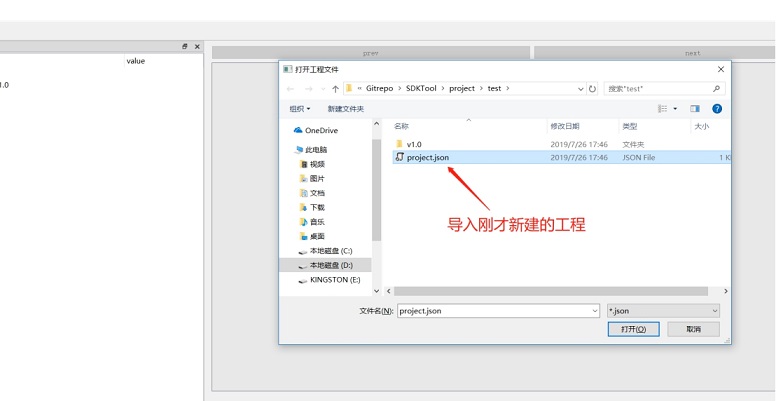 prev
next
value
1.0
打开工程文件
« Gitrepo > SDKTool > project > test >
搜索"test"
组织
新建文件夹
名称
修改日期
类型
大小
OneDrive
此电脑
视频
图片
文档
下载
音乐
桌面
本地磁盘 (C:)
本地磁盘 (D:)
KINGSTON (E:)
v1.0
2019/7/26 17:46
文件夹
project.json
2019/7/26 17:46
JSON File
1 K
导入刚才新建的工程
文件名(N):
project.json
*.json
打开(O)
取消